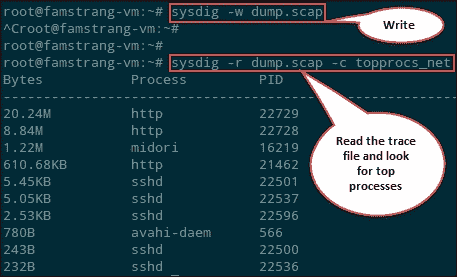 root@famstrang-vm:~# sysdig -w dump.scap
^Croot@famstrang-vm:~#
root@famstrang-vm:~#
root@famstrang-vm:~# sysdig -r dump.scap -c topprocs_net
Bytes Process PID
--------------------------------------------------------------------------------
20.24M http 22729
8.84M http 22728
1.22M midori 16219
610.68KB http 21462
5.45KB sshd 22501
5.05KB sshd 22537
2.53KB sshd 22596
780B avahi-daem 566
243B sshd 22500
232B sshd 22536
Write
Read the trace
file and look
for top
processes